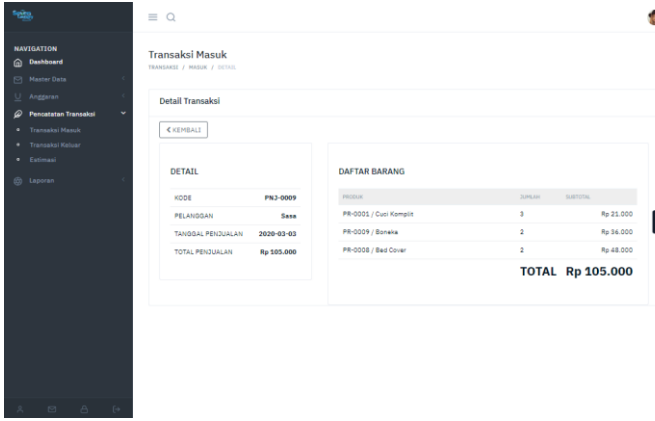 NAVIGATION
Dashboard
Master Data
Anggaran
Pencatatan Transaksi
Transaksi Masuk
Transaksi Keluar
Estimasi
Laporan
Transaksi Masuk
TRANSAKSI / MASUK / DETAIL
Detail Transaksi
KEMBALI
DETAIL
KODE PNJ-0009
PELANGGAN Sasa
TANGGAL PENJUALAN 2020-03-03
TOTAL PENJUALAN Rp 105.000
DAFTAR BARANG
PRODUK JUMLAH SUBTOTAL
PR-0001 / Cuci Komplit 3 Rp 21.000
PR-0009 / Boneka 2 Rp 36.000
PR-0008 / Bed Cover 2 Rp 48.000
TOTAL Rp 105.000